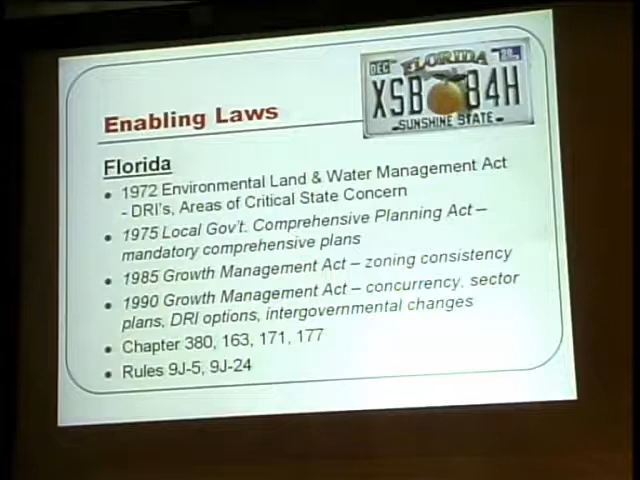 DEC FLORIDA
XSB 84H
SUNSHINE STATE
Enabling Laws
Florida
• 1972 Environmental Land & Water Management Act
- DRI's, Areas of Critical State Concern
• 1975 Local Gov't. Comprehensive Planning Act –
mandatory comprehensive plans
• 1985 Growth Management Act – zoning consistency
• 1990 Growth Management Act – concurrency, sector
plans, DRI options, intergovernmental changes
• Chapter 380, 163, 171, 177
• Rules 9J-5, 9J-24